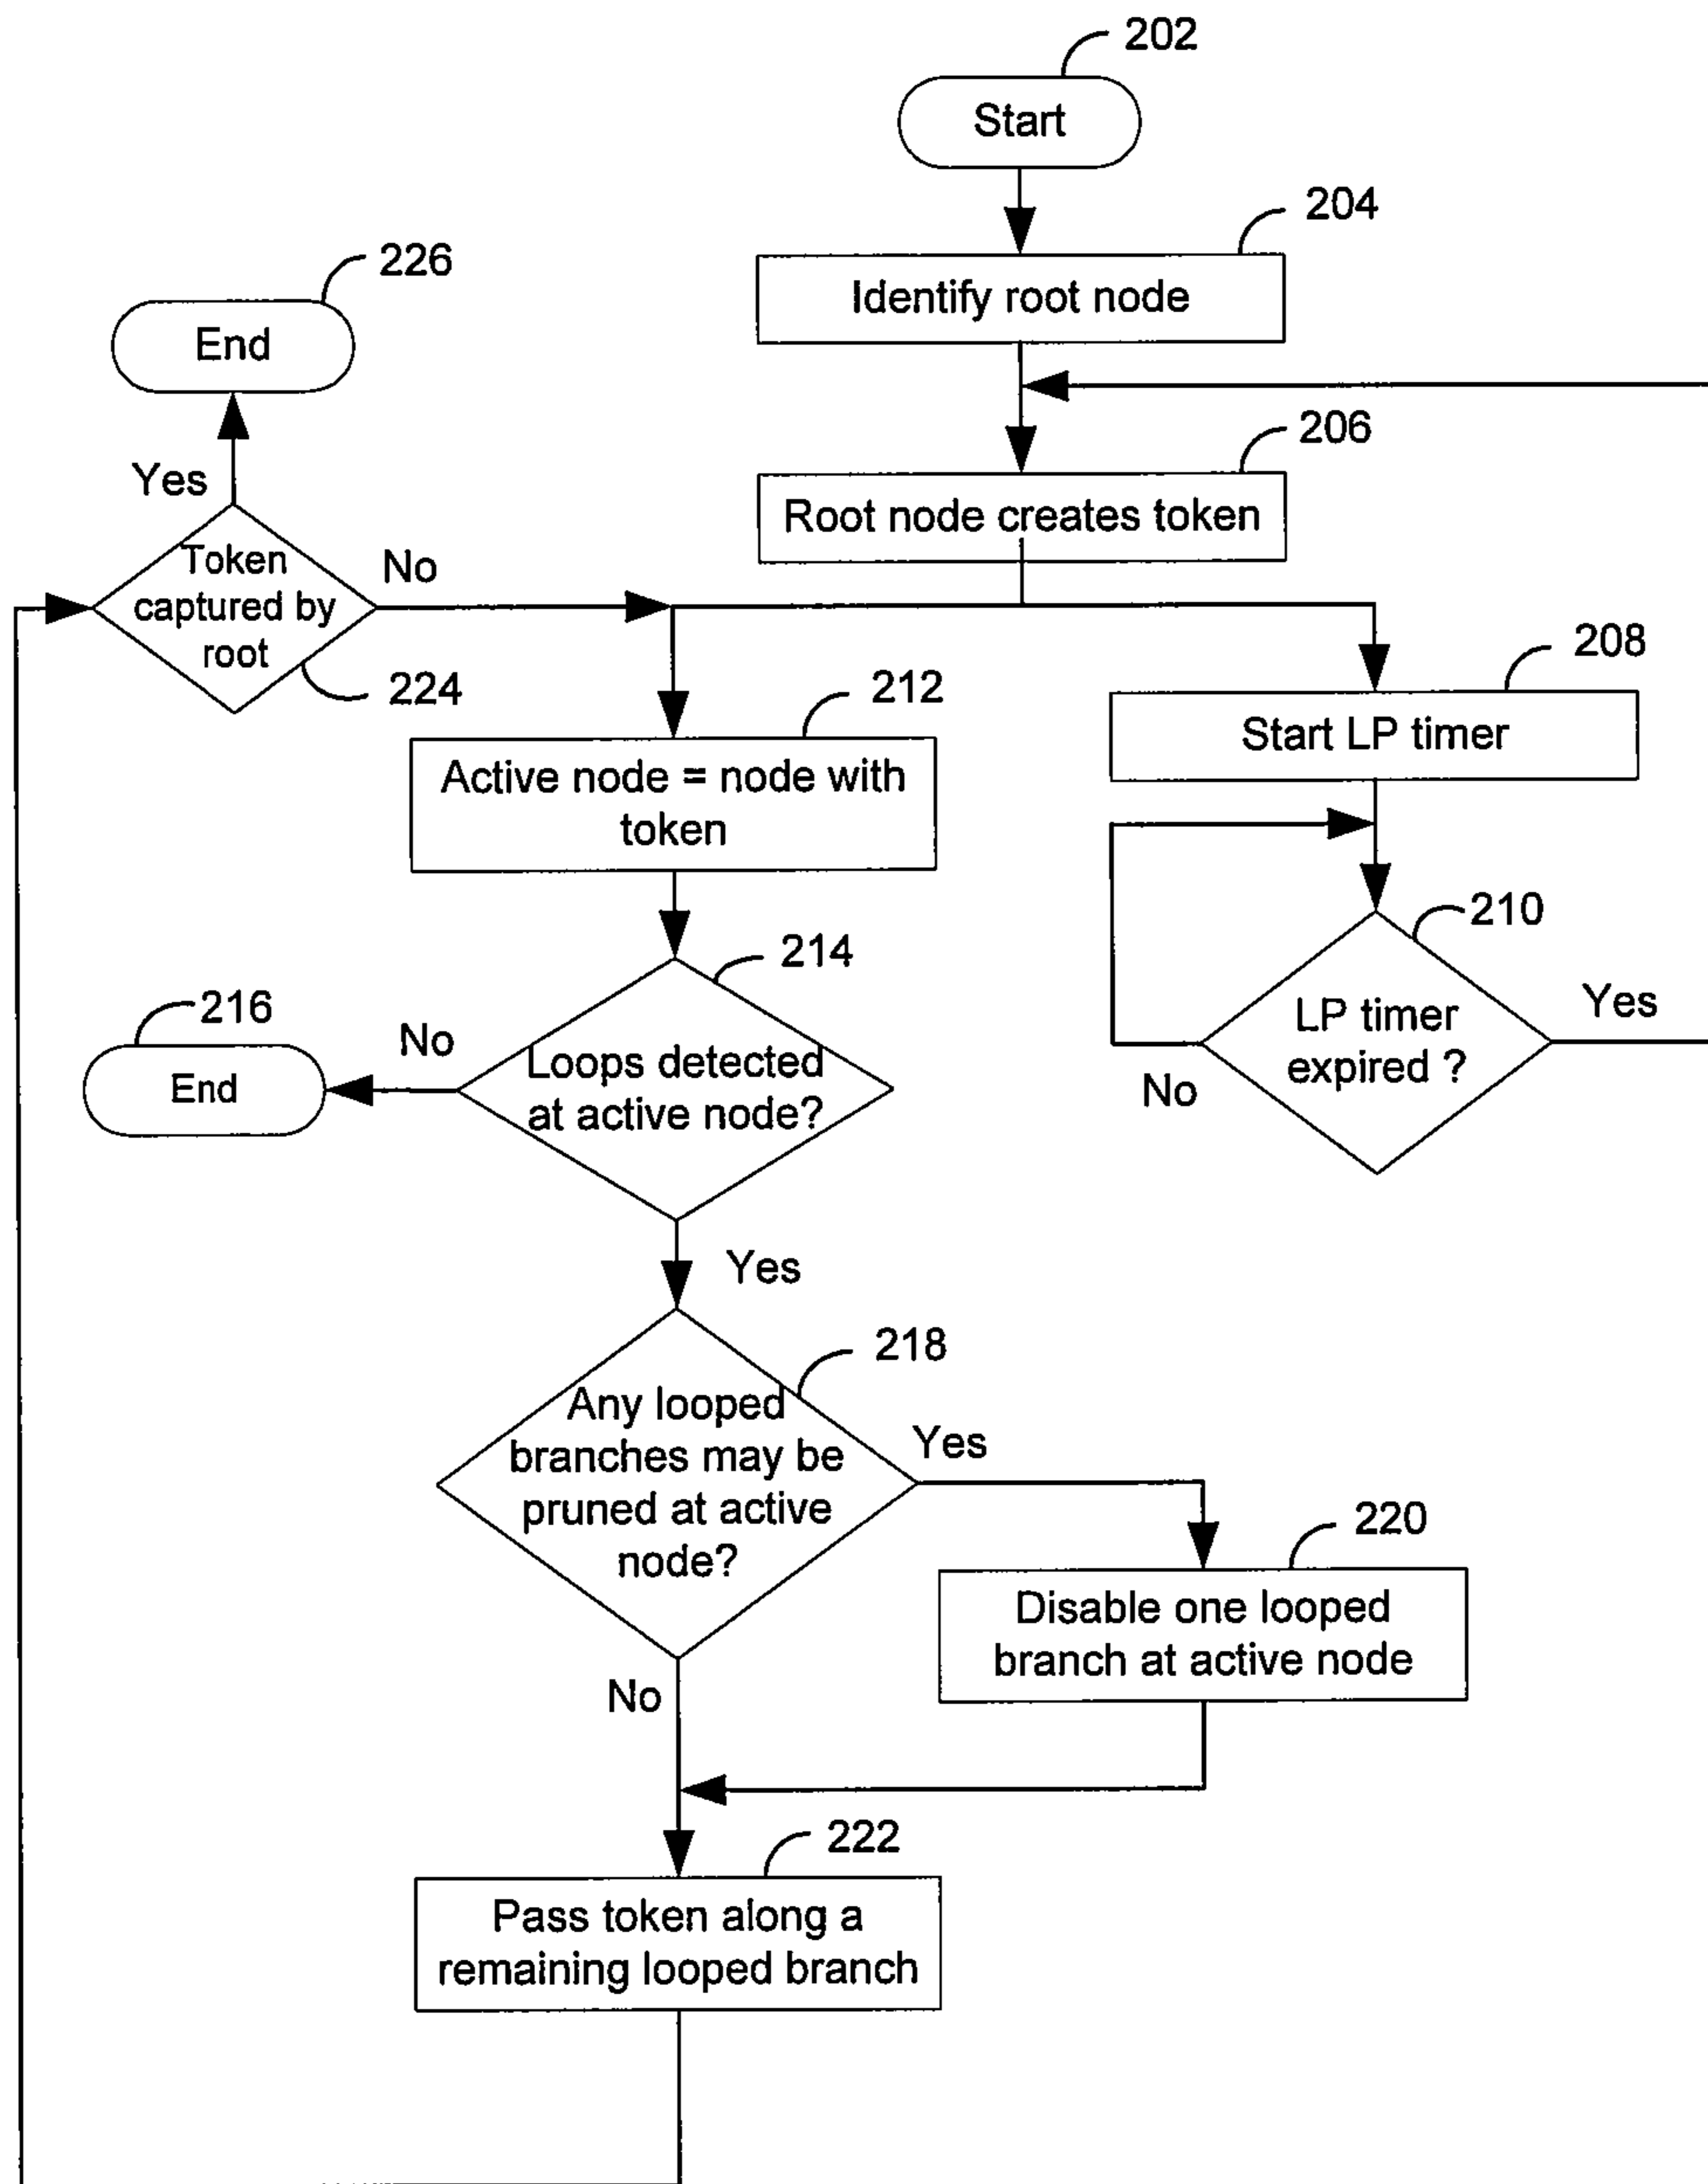 202
Start
204
Identify root node
226
End
206
Root node creates token
Yes
Token
captured by
root
No
224
208
Start LP timer
212
Active node = node with
token
210
LP timer
expired ?
Yes
No
214
Loops detected
at active node?
216
End
No
Yes
218
Any looped
branches may be
pruned at active
node?
Yes
220
Disable one looped
branch at active node
No
222
Pass token along a
remaining looped branch